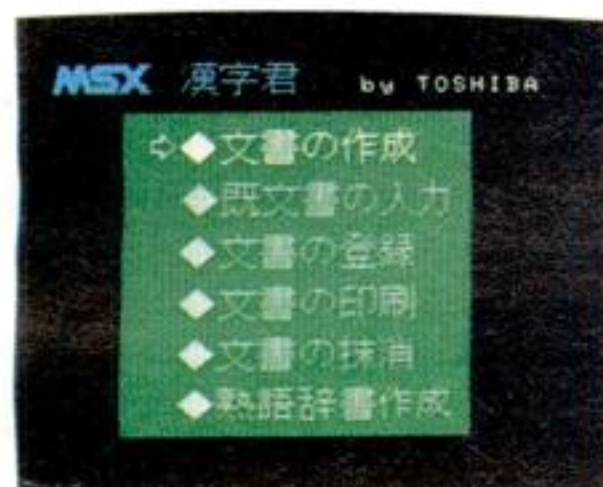 MSX 漢字君 by TOSHIBA
⇨◆文書の作成
◆既文書の入力
◆文書の登録
◆文書の印刷
◆文書の抹消
◆熟語辞書作成